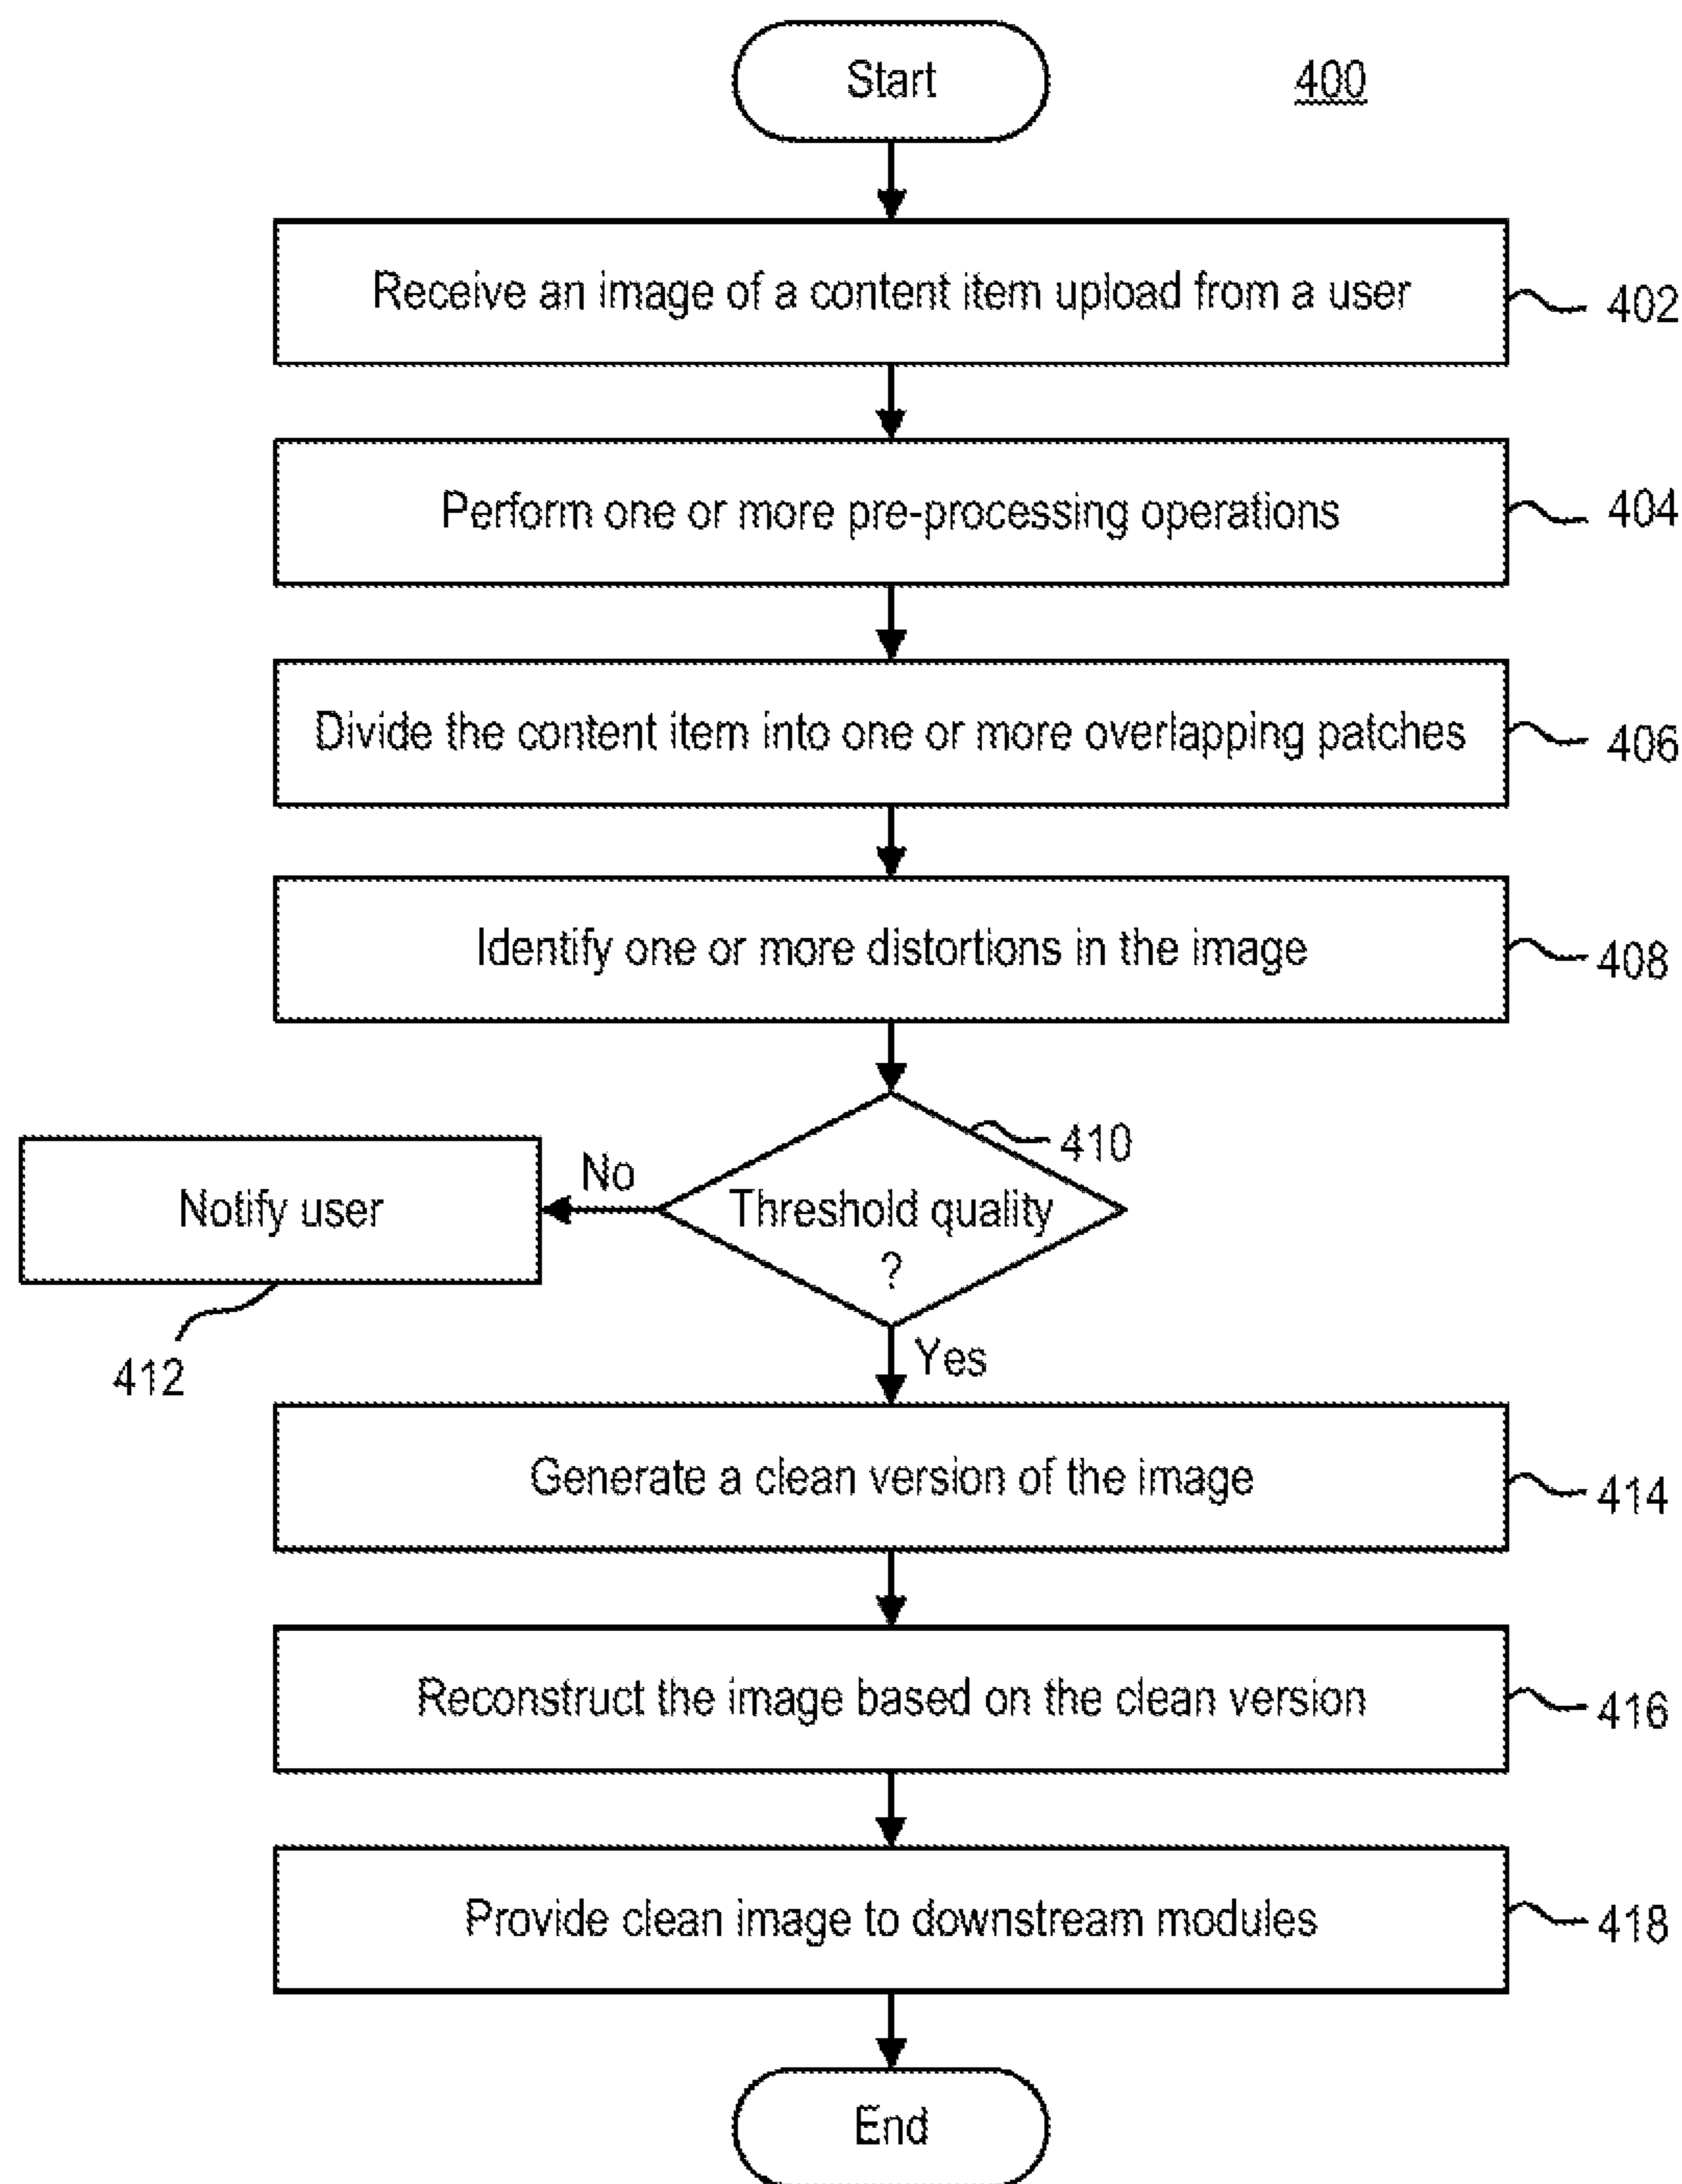 Start
400
Receive an image of a content item upload from a user
402
Perform one or more pre-processing operations
404
Divide the content item into one or more overlapping patches
406
Identify one or more distortions in the image
408
410
No
Notify user
Threshold quality
?
412
Yes
Generate a clean version of the image
414
Reconstruct the image based on the clean version
416
Provide clean image to downstream modules
418
End